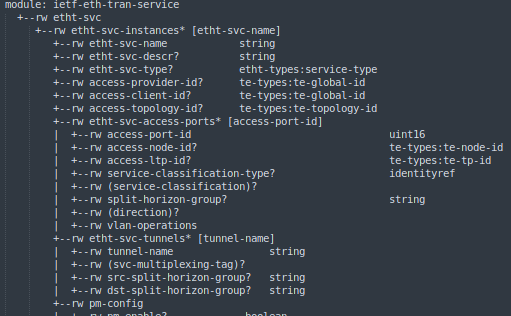 module: ietf-eth-tran-service
+--rw etht-svc
+--rw etht-svc-instances* [etht-svc-name]
+--rw etht-svc-name string
+--rw etht-svc-descr? string
+--rw etht-svc-type? etht-types:service-type
+--rw access-provider-id? te-types:te-global-id
+--rw access-client-id? te-types:te-global-id
+--rw access-topology-id? te-types:te-topology-id
+--rw etht-svc-access-ports* [access-port-id]
| +--rw access-port-id uint16
| +--rw access-node-id? te-types:te-node-id
| +--rw access-ltp-id? te-types:te-tp-id
| +--rw service-classification-type? identityref
| +--rw (service-classification)?
| +--rw split-horizon-group? string
| +--rw (direction)?
| +--rw vlan-operations
+--rw etht-svc-tunnels* [tunnel-name]
| +--rw tunnel-name string
| +--rw (svc-multiplexing-tag)?
| +--rw src-split-horizon-group? string
| +--rw dst-split-horizon-group? string
+--rw pm-config
| +--rw pm-enable? boolean